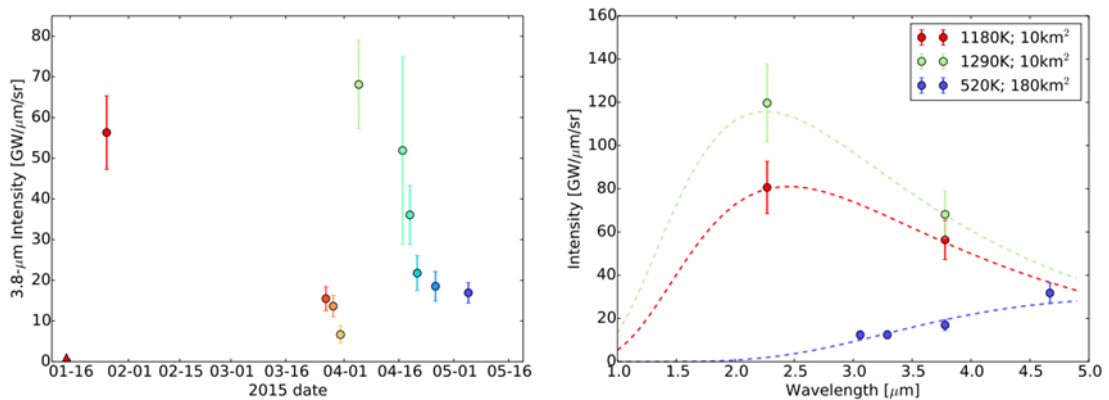 3.8-μm Intensity [GW/μm/sr]
80
70
60
50
40
30
20
10
0
01-16 02-01 02-15 03-01 03-16 04-01 04-16 05-01 05-16
2015 date
Intensity [GW/μm/sr]
160
140
120
100
80
60
40
20
0
1.0 1.5 2.0 2.5 3.0 3.5 4.0 4.5 5.0
Wavelength [μm]
1180K; 10km²
1290K; 10km²
520K; 180km²